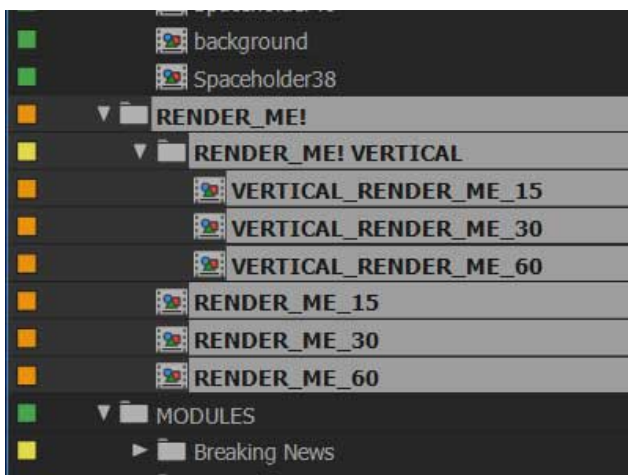 background
Spaceholder38
RENDER_ME!
RENDER_ME! VERTICAL
VERTICAL_RENDER_ME_15
VERTICAL_RENDER_ME_30
VERTICAL_RENDER_ME_60
RENDER_ME_15
RENDER_ME_30
RENDER_ME_60
MODULES
Breaking News